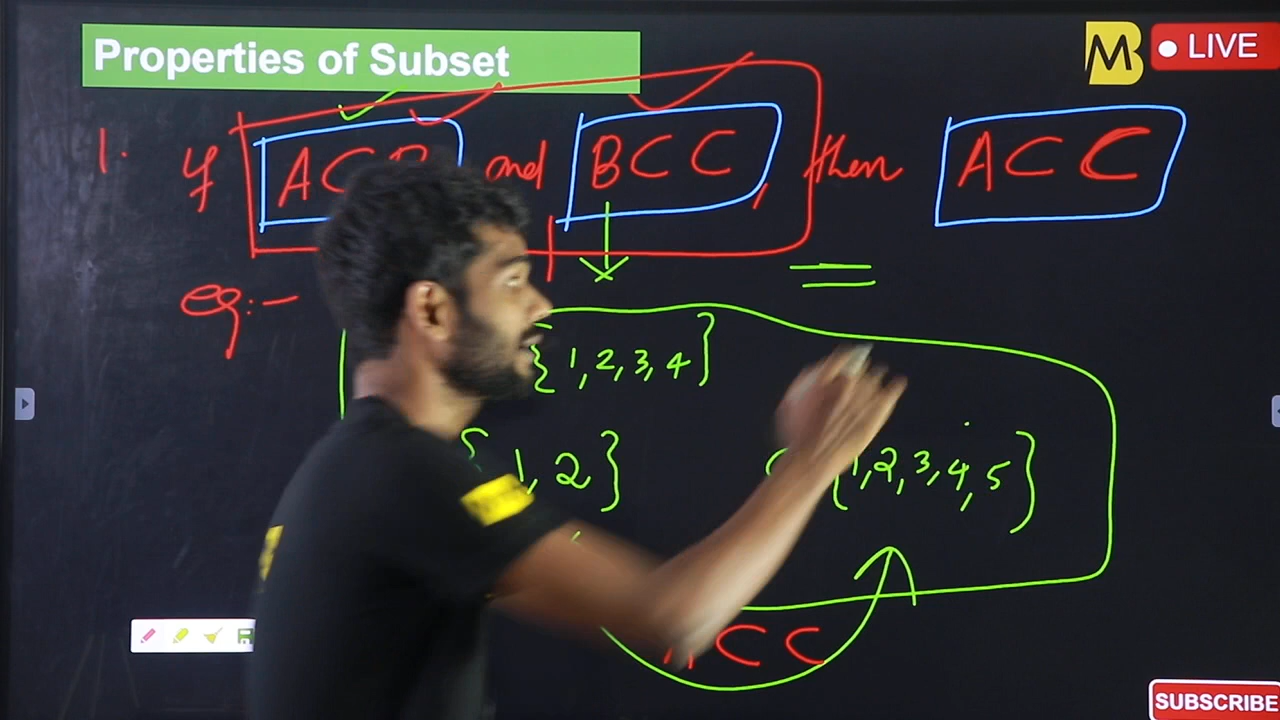 Properties of Subset
MB
LIVE
1. If A ⊂ B and B ⊂ C, then A ⊂ C
eg:-
{1,2,3,4}
{1,2}
{1,2,3,4,5}
A ⊂ C
SUBSCRIBE